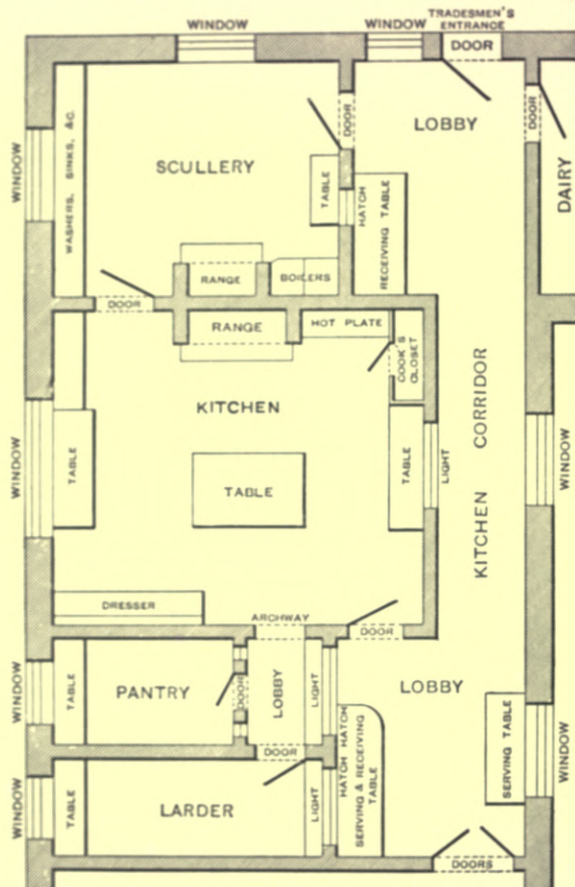 WINDOW
WINDOW
TRADESMEN'S
ENTRANCE
DOOR
WINDOW
WASHERS, SINKS, &C.
SCULLERY
DOOR
LOBBY
DOOR
DAIRY
TABLE
HATCH
RECEIVING TABLE
RANGE
BOILERS
DOOR
RANGE
HOT PLATE
COOK'S
CLOSET
KITCHEN
KITCHEN CORRIDOR
WINDOW
TABLE
TABLE
TABLE
LIGHT
WINDOW
DRESSER
ARCHWAY
DOOR
WINDOW
TABLE
PANTRY
DOOR
LOBBY
LIGHT
LOBBY
HATCH
HATCH
SERVING & RECEIVING
TABLE
SERVING TABLE
WINDOW
DOOR
WINDOW
TABLE
LARDER
LIGHT
DOORS